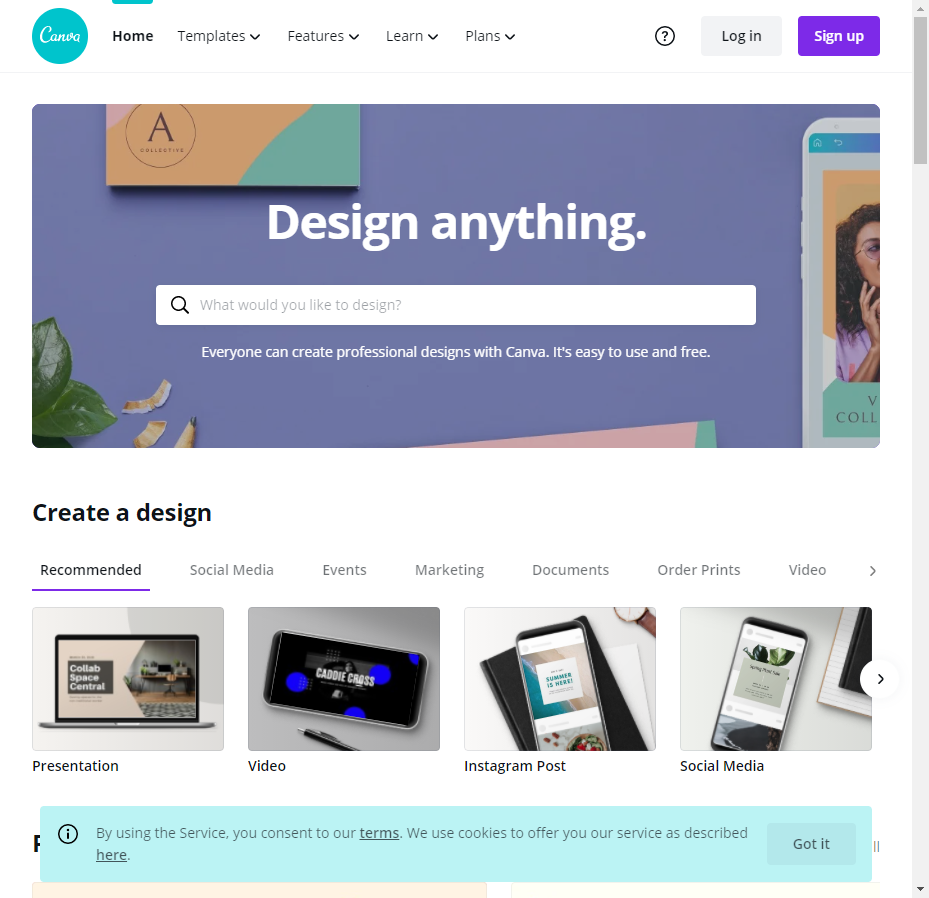 Canva
Home
Templates
Features
Learn
Plans
Log in
Sign up
A
COLLECTIVE
Design anything.
What would you like to design?
Everyone can create professional designs with Canva. It's easy to use and free.
V
COLL
Create a design
Recommended
Social Media
Events
Marketing
Documents
Order Prints
Video
Collab
Space
Central
CADDIE CROSS
SUMMER
IS HERE!
Presentation
Video
Instagram Post
Social Media
By using the Service, you consent to our terms. We use cookies to offer you our service as described
here.
Got it